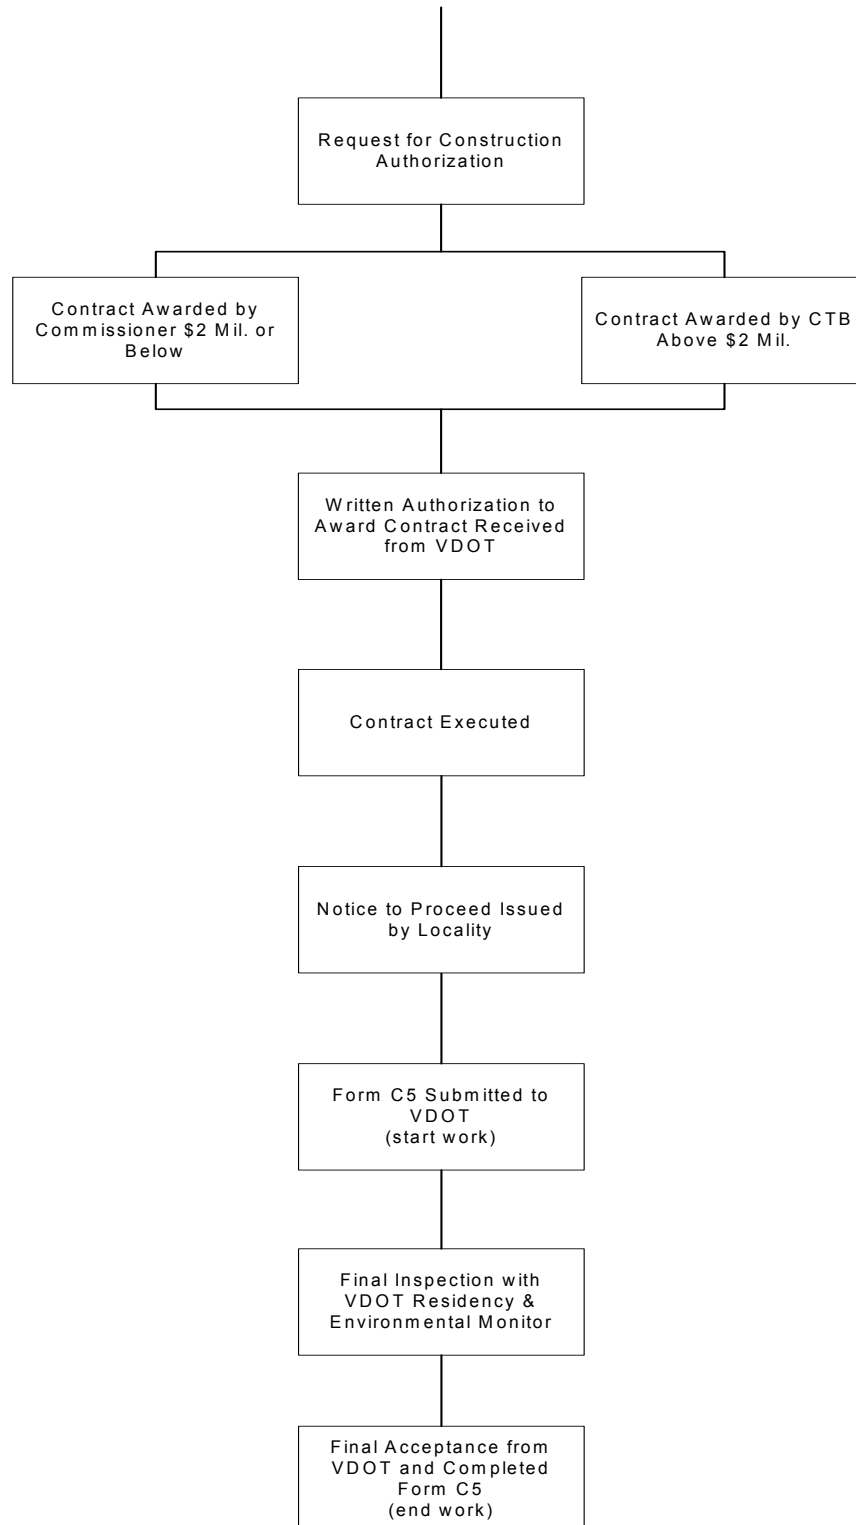 Request for Construction
Authorization
Contract Awarded by
Commissioner $2 Mil. or
Below
Contract Awarded by CTB
Above $2 Mil.
Written Authorization to
Award Contract Received
from VDOT
Contract Executed
Notice to Proceed Issued
by Locality
Form C5 Submitted to
VDOT
(start work)
Final Inspection with
VDOT Residency &
Environmental Monitor
Final Acceptance from
VDOT and Completed
Form C5
(end work)